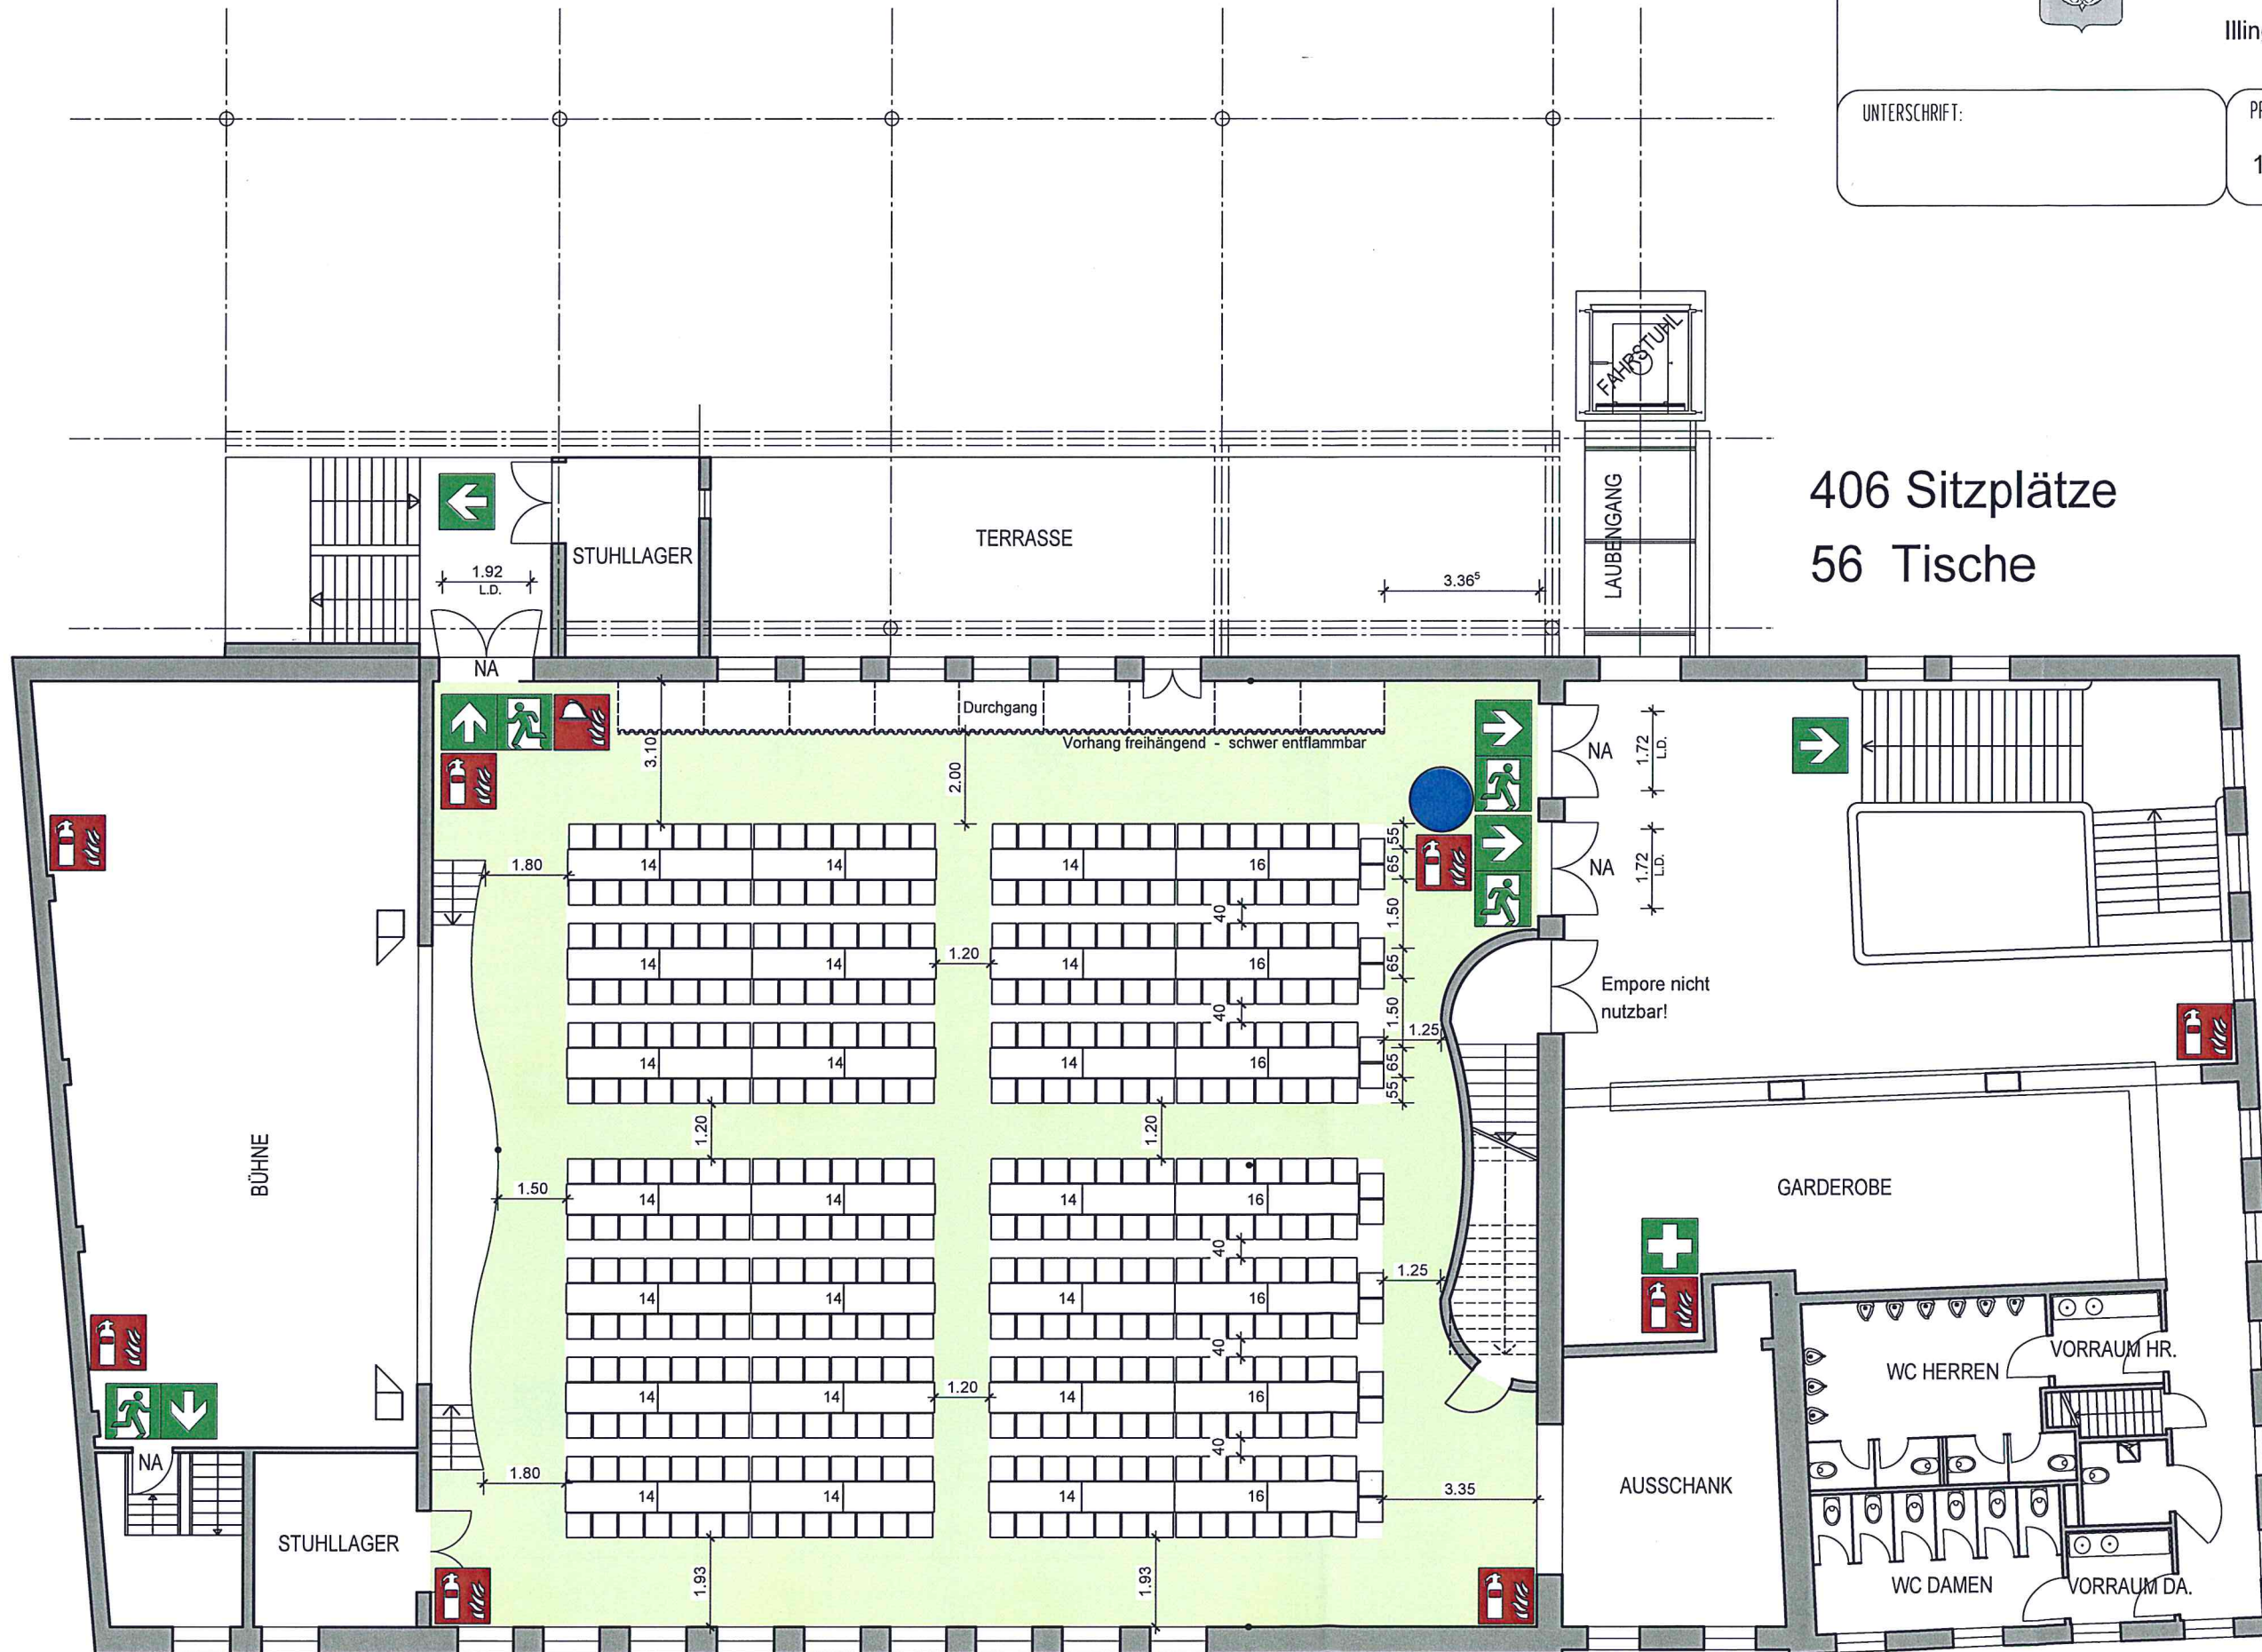 Illin
UNTERSCHRIFT:
1
FAHRSTUHL
406 Sitzplätze
56 Tische
LAUBENGANG
STUHLLAGER
TERRASSE
1.92
L.D.
3.36⁵
NA
Durchgang
Vorhang freihängend - schwer entflammbar
3.10
2.00
NA
1.72
L.D.
NA
1.72
L.D.
1.80
14
14
14
16
55
65
1.50
40
14
14
1.20
14
16
65
1.50
40
Empore nicht
nutzbar!
1.25
14
14
14
16
65
55
1.20
1.20
BÜHNE
GARDEROBE
1.50
14
14
14
16
40
1.25
14
14
14
16
40
WC HERREN
VORRAUM HR.
14
14
1.20
14
16
40
NA
1.80
14
14
14
16
3.35
AUSSCHANK
STUHLLAGER
1.93
1.93
WC DAMEN
VORRAUM DA.